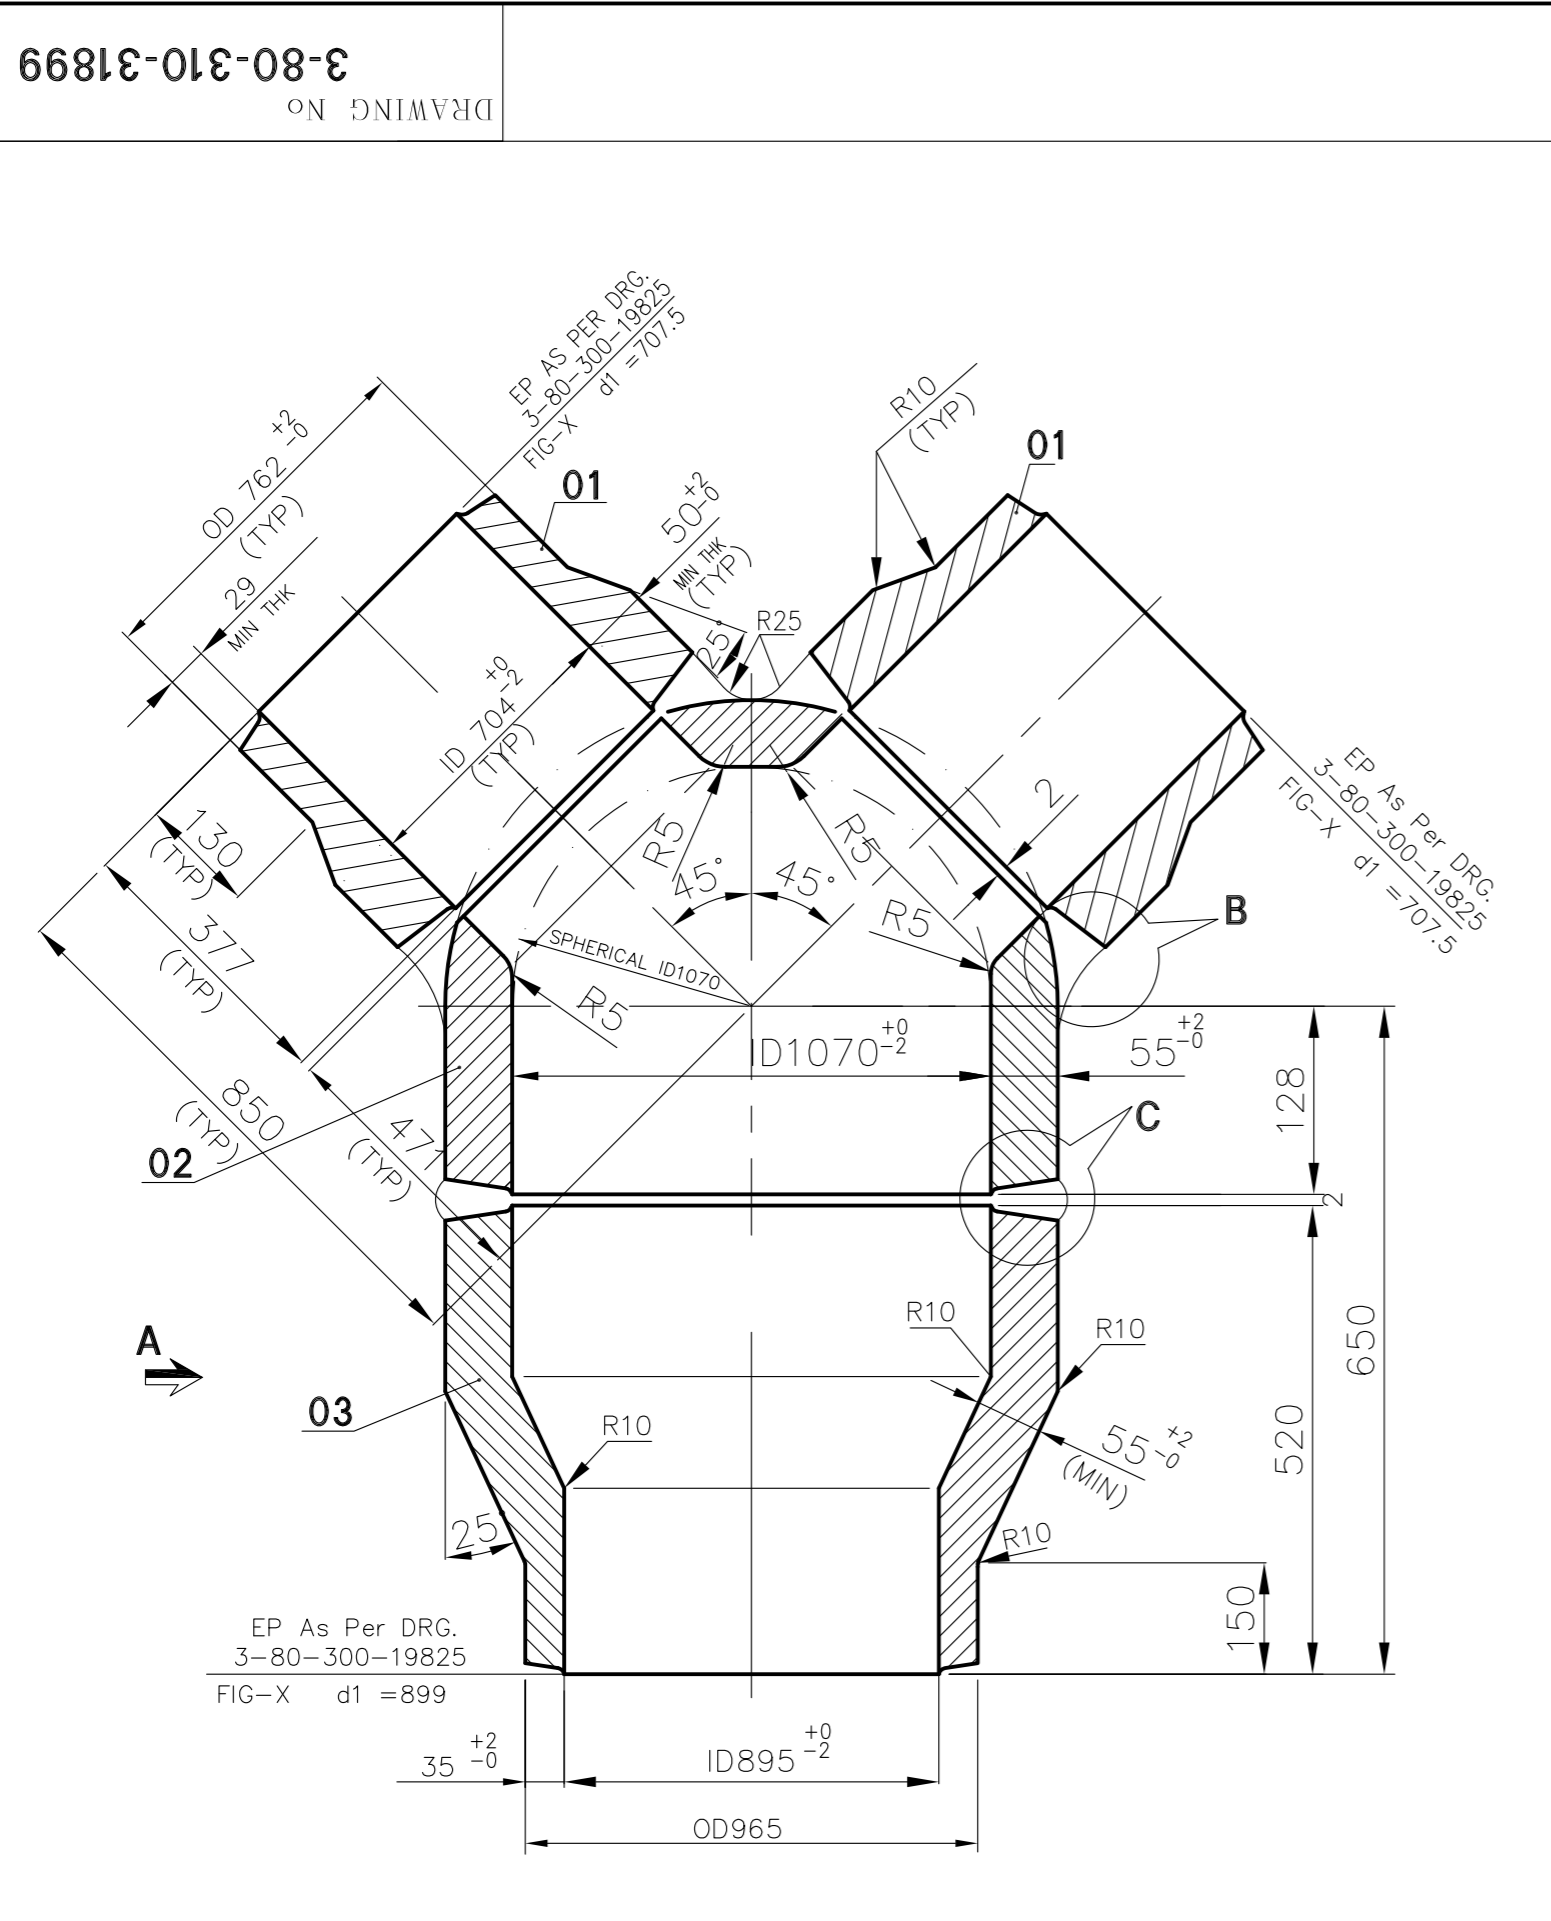 3-80-310-31899
DRAWING No
EP AS PER DRG.
3-80-300-19825
FIG-X d1 =707.5
OD 762 +2 -0
(TYP)
29
MIN THK
01
50 +2 -0
MIN THK
(TYP)
R10
(TYP)
01
25°
R25
ID 704 +0 -2
(TYP)
130
(TYP)
377
(TYP)
850
(TYP)
(TYP)
R5
45°
45°
R5
R5
R5
2
SPHERICAL ID1070
EP As Per DRG.
3-80-300-19825
FIG-X d1 =707.5
B
ID1070 +0 -2
55 +2 -0
128
C
02
2
650
520
150
A
03
R10
R10
R10
55 +2 -0
(MIN)
R10
25°
EP As Per DRG.
3-80-300-19825
FIG-X d1 =899
35 +2 -0
ID895 +0 -2
OD965